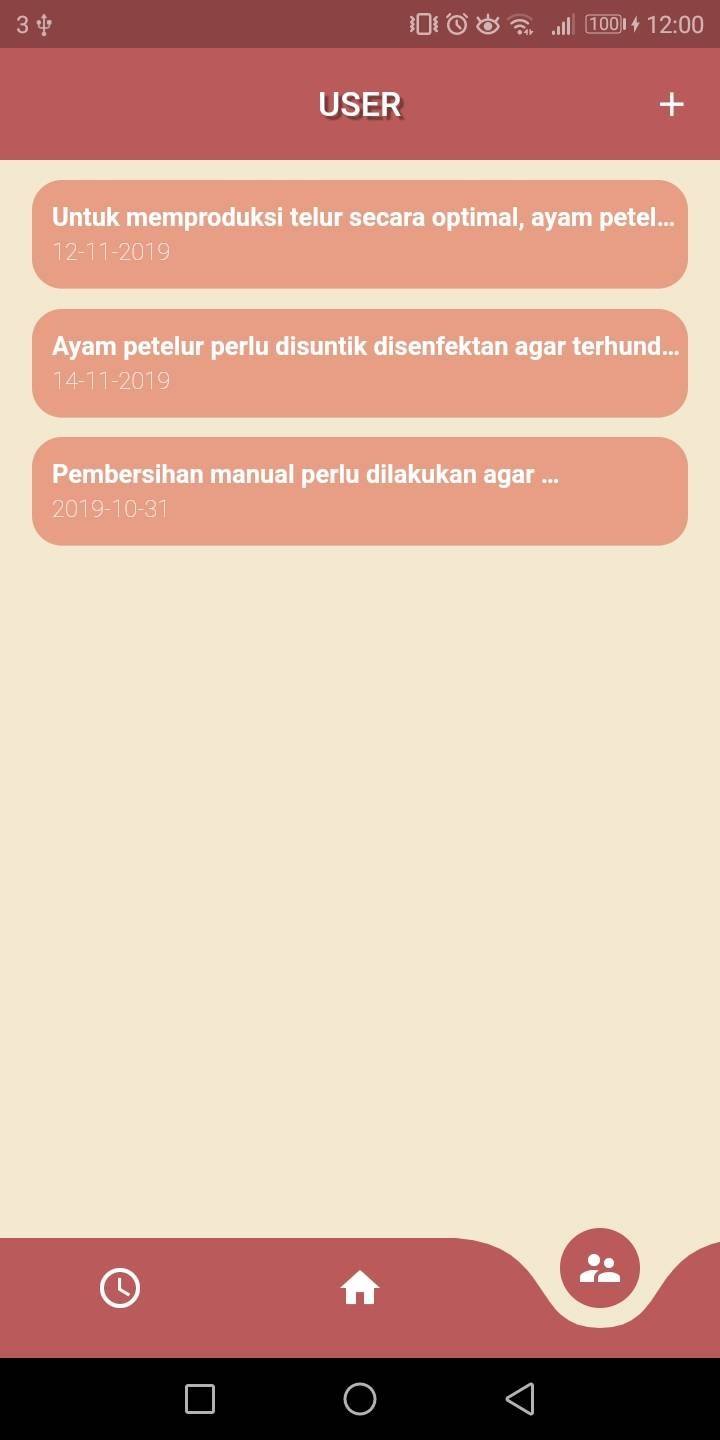 3 100 12:00
USER +
Untuk memproduksi telur secara optimal, ayam petel...
12-11-2019
Ayam petelur perlu disuntik disenfektan agar terhund...
14-11-2019
Pembersihan manual perlu dilakukan agar ...
2019-10-31